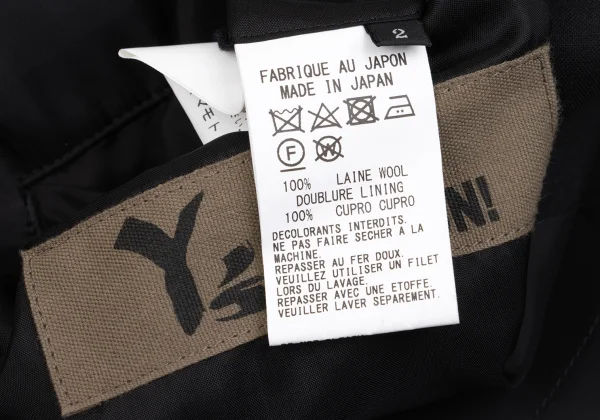 2
FABRIQUE AU JAPON
MADE IN JAPAN
F
W
100% LAINE WOOL
DOUBLURE LINING
100% CUPRO CUPRO
DECOLORANTS INTERDITS.
NE PAS FAIRE SECHER À LA
MACHINE.
REPASSER AU FER DOUX.
VEUILLEZ UTILISER UN FILET
LORS DU LAVAGE.
REPASSER AVEC UNE ETOFFE.
VEUILLER LAVER SEPAREMENT.
Y's
N!